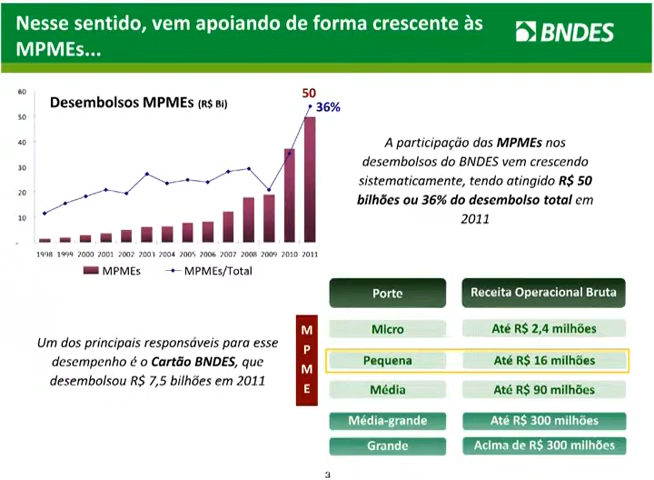 Nesse sentido, vem apoiando de forma crescente às
MPMEs...
BNDES
Desembolsos MPMEs (R$ Bi)
50
36%
60
50
40
30
20
10
-
1998 1999 2000 2001 2002 2003 2004 2005 2006 2007 2008 2009 2010 2011
MPMEs MPMEs/Total
A participação das MPMEs nos
desembolsos do BNDES vem crescendo
sistematicamente, tendo atingido R$ 50
bilhões ou 36% do desembolso total em
2011
Um dos principais responsáveis para esse
desempenho é o Cartão BNDES, que
desembolsou R$ 7,5 bilhões em 2011
MPME
Porte Receita Operacional Bruta
Micro Até R$ 2,4 milhões
Pequena Até R$ 16 milhões
Média Até R$ 90 milhões
Média-grande Até R$ 300 milhões
Grande Acima de R$ 300 milhões
3